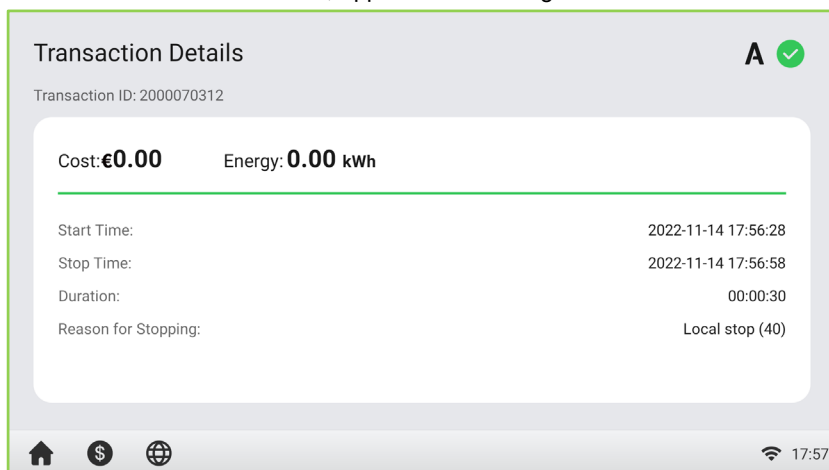 Transaction Details
A
Transaction ID: 2000070312
Cost:€0.00 Energy: 0.00 kWh
Start Time: 2022-11-14 17:56:28
Stop Time: 2022-11-14 17:56:58
Duration: 00:00:30
Reason for Stopping: Local stop (40)
$
17:57